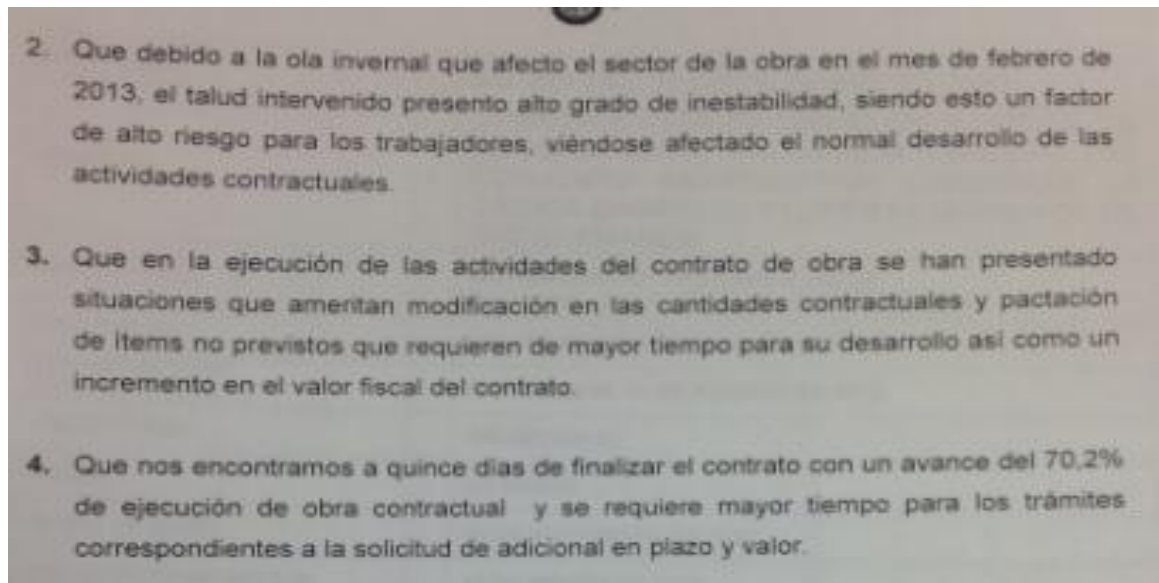 2. Que debido a la ola invernal que afecto el sector de la obra en el mes de febrero de
2013, el talud intervenido presento alto grado de inestabilidad, siendo esto un factor
de alto riesgo para los trabajadores, viéndose afectado el normal desarrollo de las
actividades contractuales.
3. Que en la ejecución de las actividades del contrato de obra se han presentado
situaciones que ameritan modificación en las cantidades contractuales y pactación
de ítems no previstos que requieren de mayor tiempo para su desarrollo así como un
incremento en el valor fiscal del contrato.
4. Que nos encontramos a quince días de finalizar el contrato con un avance del 70,2%
de ejecución de obra contractual y se requiere mayor tiempo para los trámites
correspondientes a la solicitud de adicional en plazo y valor.